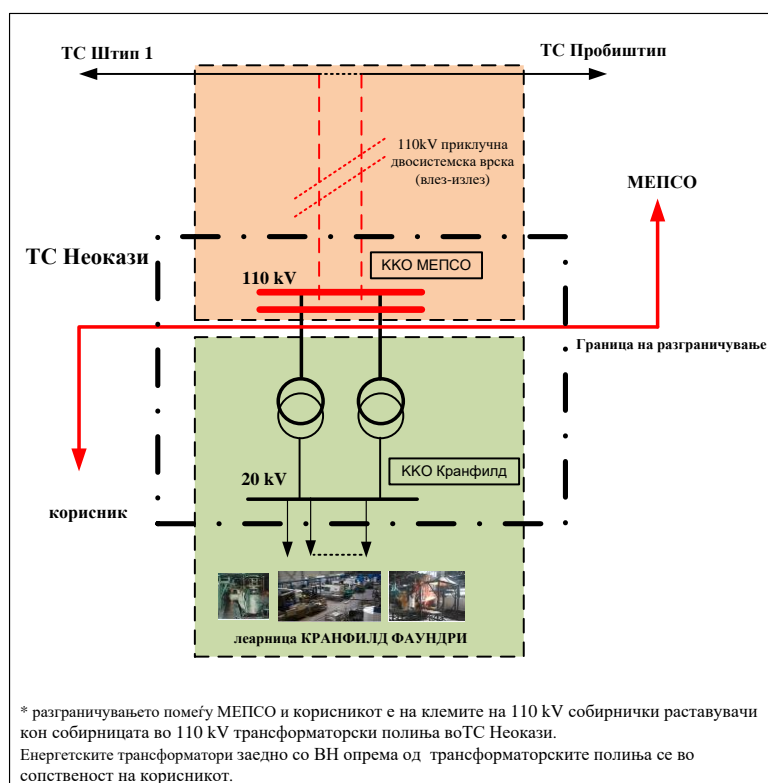 ТС Штип 1
ТС Пробиштип
110kV приклучна
двосистемска врска
(влез-излез)
МЕПСО
ТС Неокази
ККО МЕПСО
110 kV
Граница на разграничување
20 kV
ККО Кранфилд
корисник
леарница КРАНФИЛД ФАУНДРИ
* разграничувањето помеѓу МЕПСО и корисникот е на клемите на 110 kV собирнички раставувачи
кон собирницата во 110 kV трансформаторски полиња воТС Неокази.
Енергетските трансформатори заедно со ВН опрема од трансформаторските полиња се во
сопственост на корисникот.